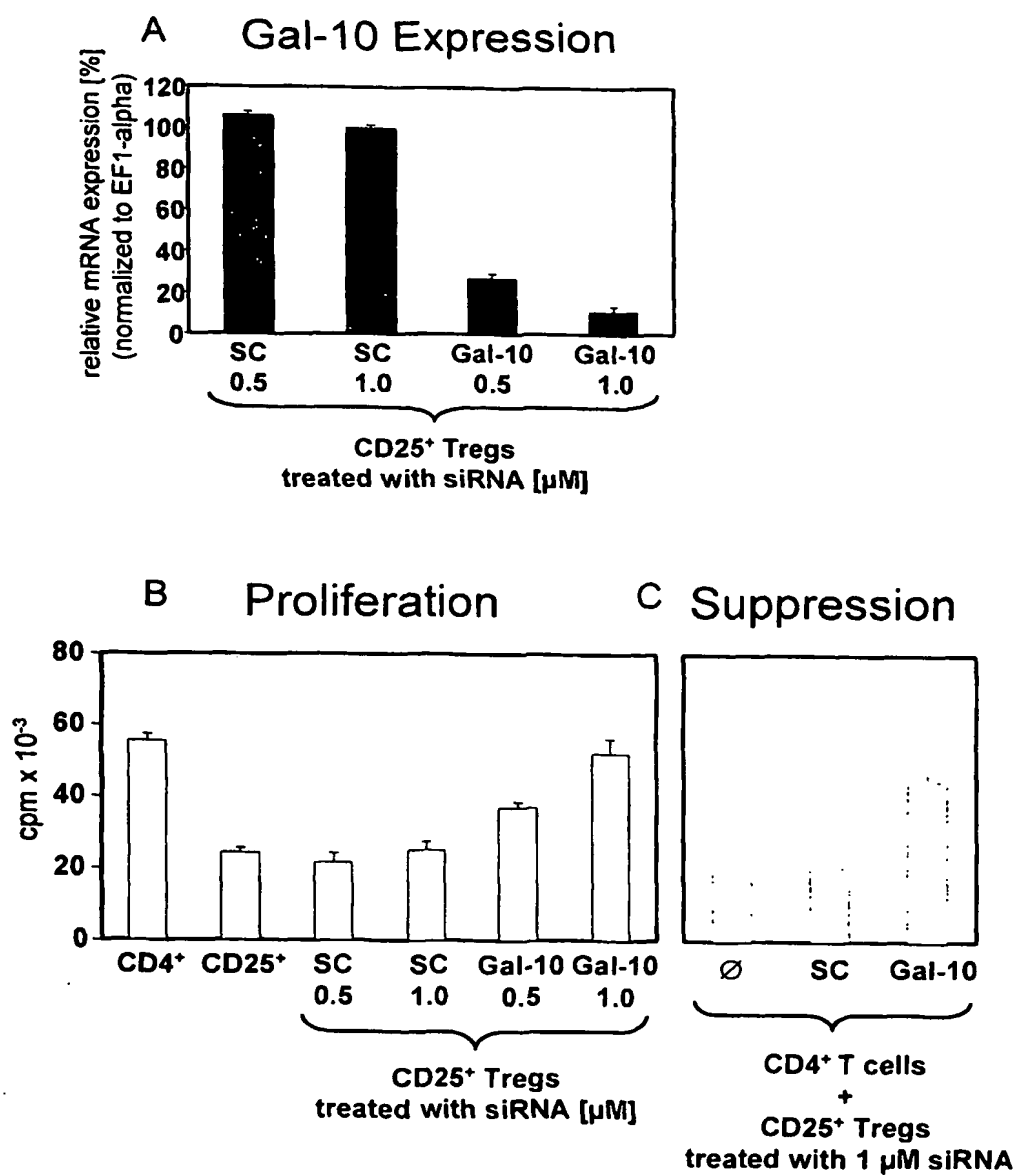 A Gal-10 Expression
relative mRNA expression [%]
(normalized to EF1-alpha)
120
100
80
60
40
20
0
SC SC Gal-10 Gal-10
0.5 1.0 0.5 1.0
CD25⁺ Tregs
treated with siRNA [µM]
B Proliferation C Suppression
cpm x 10⁻³
80
60
40
20
0
CD4⁺ CD25⁺ SC SC Gal-10 Gal-10
0.5 1.0 0.5 1.0
CD25⁺ Tregs
treated with siRNA [µM]
Ø SC Gal-10
CD4⁺ T cells
+
CD25⁺ Tregs
treated with 1 µM siRNA